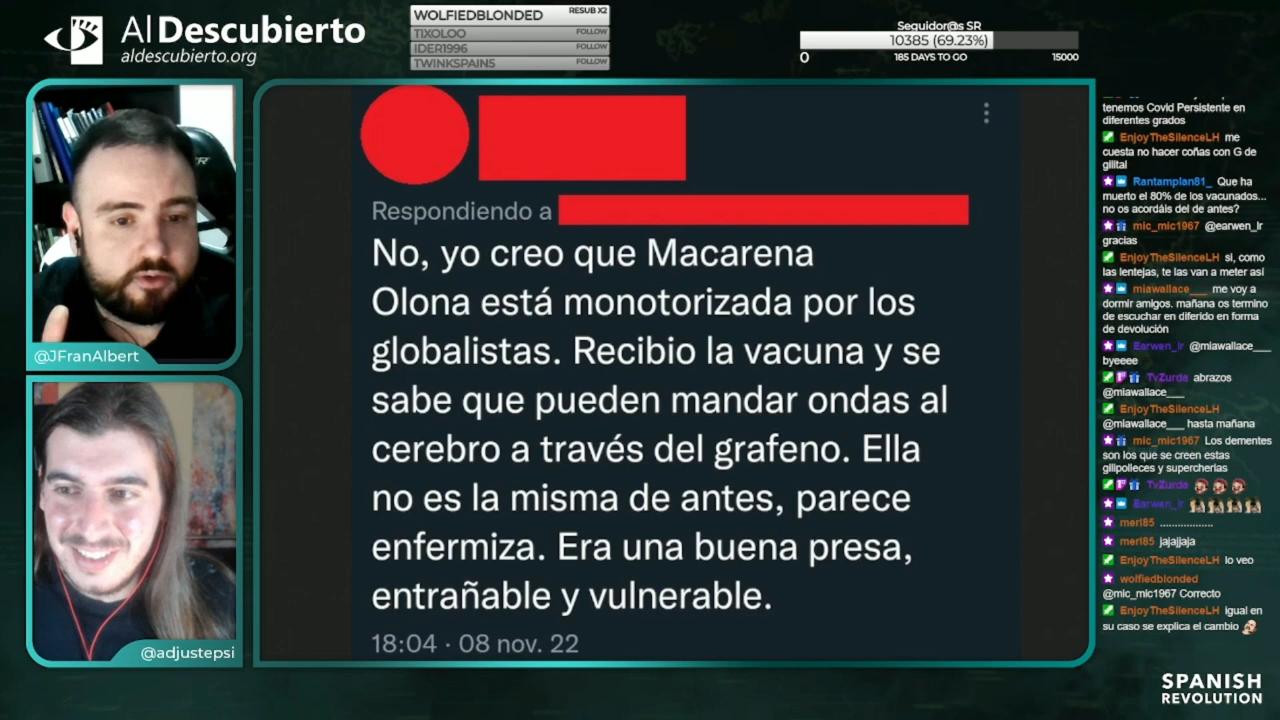 Al Descubierto
aldescubierto.org
WOLFIEDBLONDED RESUB X2
TIXOLOO FOLLOW
IDER1996 FOLLOW
TWINKSPAIN5 FOLLOW
Seguidor@s SR
10385 (69.23%)
0 185 DAYS TO GO 15000
@JFranAlbert
@adjustepsi
Respondiendo a
No, yo creo que Macarena
Olona está monotorizada por los
globalistas. Recibio la vacuna y se
sabe que pueden mandar ondas al
cerebro a través del grafeno. Ella
no es la misma de antes, parece
enfermiza. Era una buena presa,
entrañable y vulnerable.
18:04 · 08 nov. 22
tenemos Covid Persistente en
diferentes grados
EnjoyTheSilenceLH me
cuesta no hacer coñas con G de
gilital
Rantamplan81_ Que ha
muerto el 80% de los vacunados...
no os acordáis del de antes?
mic_mic1967 @earwen_ir
gracias
EnjoyTheSilenceLH si, como
las lentejas, te las van a meter así
miawallace___ me voy a
dormir amigos. mañana os termino
de escuchar en diferido en forma
de devolución
Earwen_ir @miawallace___
byeeee
TvZurda abrazos
@miawallace___
EnjoyTheSilenceLH
@miawallace___ hasta mañana
mic_mic1967 Los dementes
son los que se creen estas
gilipolleces y supercherias
TvZurda
Earwen_ir
meri85 ..................
meri85 jajajjaja
EnjoyTheSilenceLH lo veo
wolfiedblonded
@mic_mic1967 Correcto
EnjoyTheSilenceLH igual en
su caso se explica el cambio
SPANISH
REVOLUTION